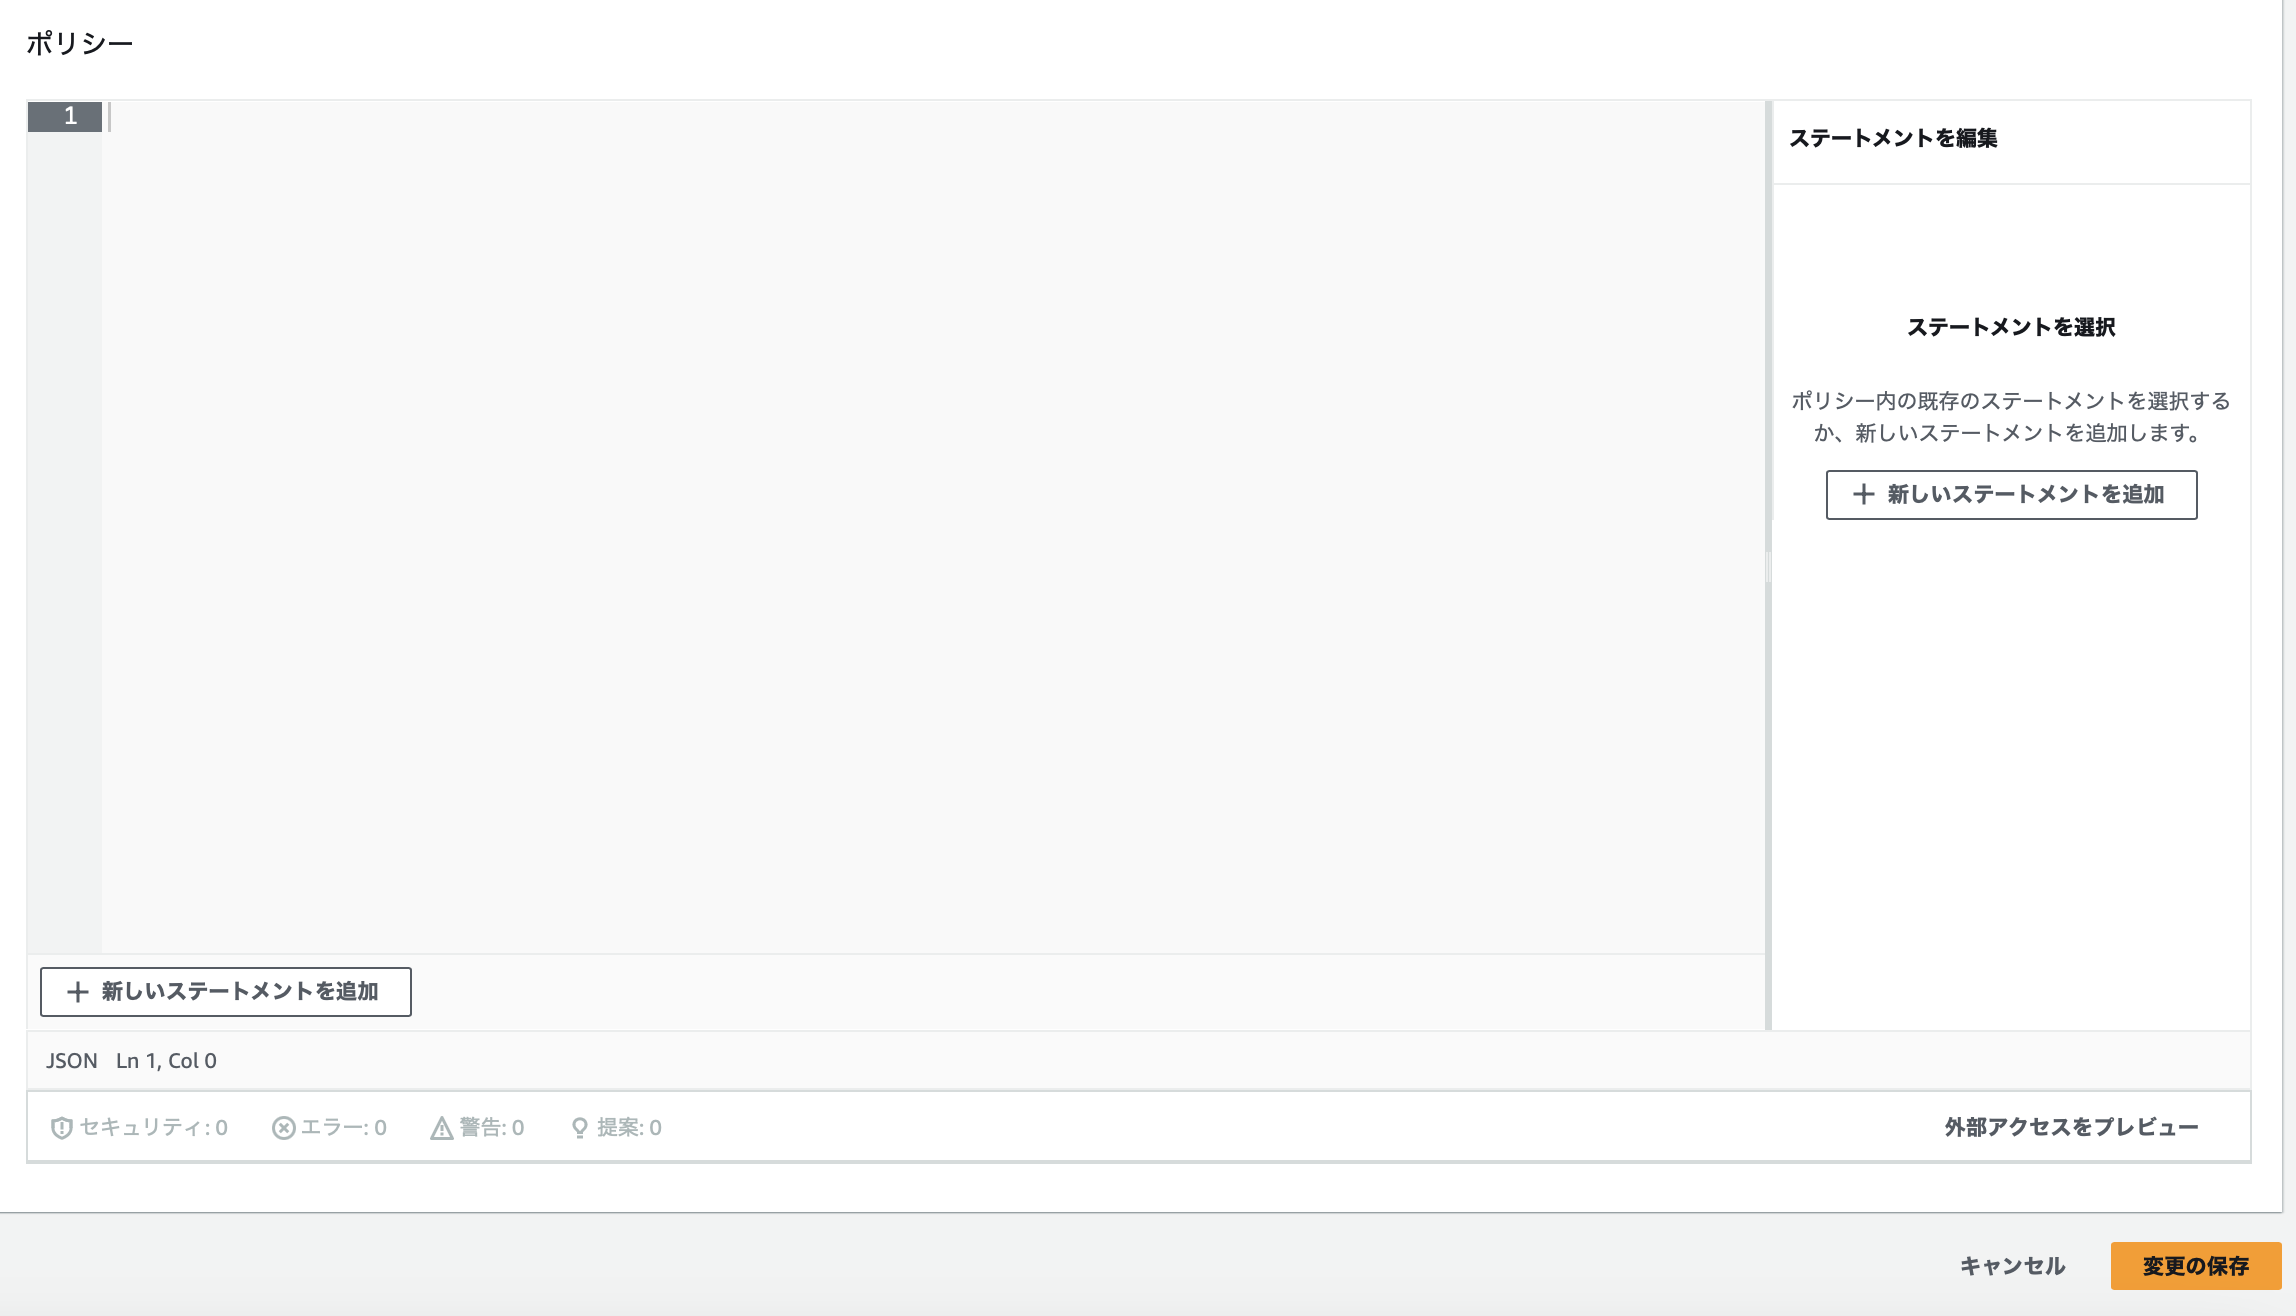 ポリシー
1
ステートメントを編集
ステートメントを選択
ポリシー内の既存のステートメントを選択する
か、新しいステートメントを追加します。
＋ 新しいステートメントを追加
＋ 新しいステートメントを追加
JSON Ln 1, Col 0
セキュリティ: 0 エラー: 0 警告: 0 提案: 0
外部アクセスをプレビュー
キャンセル 変更の保存